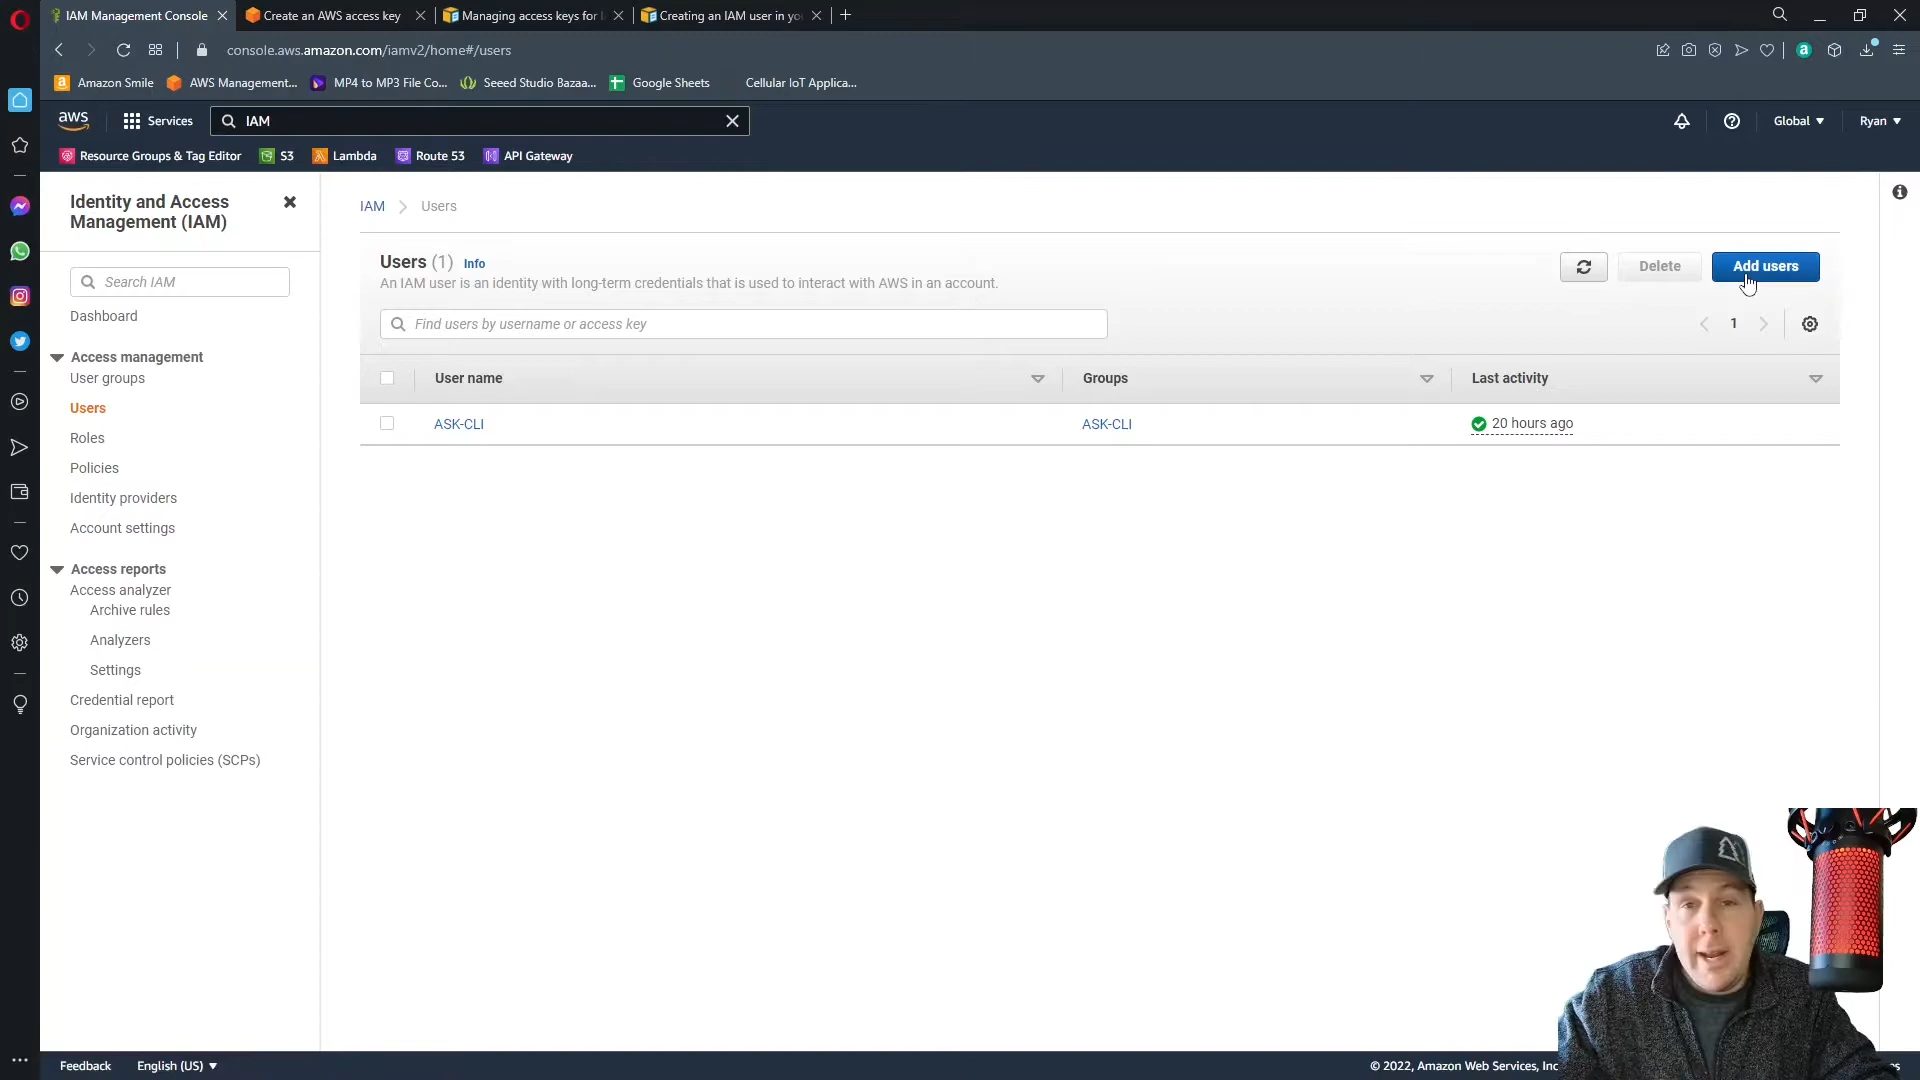 IAM Management Console
Create an AWS access key
Managing access keys for I
Creating an IAM user in yo
console.aws.amazon.com/iamv2/home#/users
Amazon Smile
AWS Management...
MP4 to MP3 File Co...
Seeed Studio Bazaa...
Google Sheets
Cellular IoT Applica...
aws
Services
IAM
Global
Ryan
Resource Groups & Tag Editor
S3
Lambda
Route 53
API Gateway
Identity and Access
Management (IAM)
Search IAM
Dashboard
Access management
User groups
Users
Roles
Policies
Identity providers
Account settings
Access reports
Access analyzer
Archive rules
Analyzers
Settings
Credential report
Organization activity
Service control policies (SCPs)
IAM
Users
Users (1) Info
An IAM user is an identity with long-term credentials that is used to interact with AWS in an account.
Delete
Add users
Find users by username or access key
1
User name
Groups
Last activity
ASK-CLI
ASK-CLI
20 hours ago
Feedback
English (US)
© 2022, Amazon Web Services, Inc